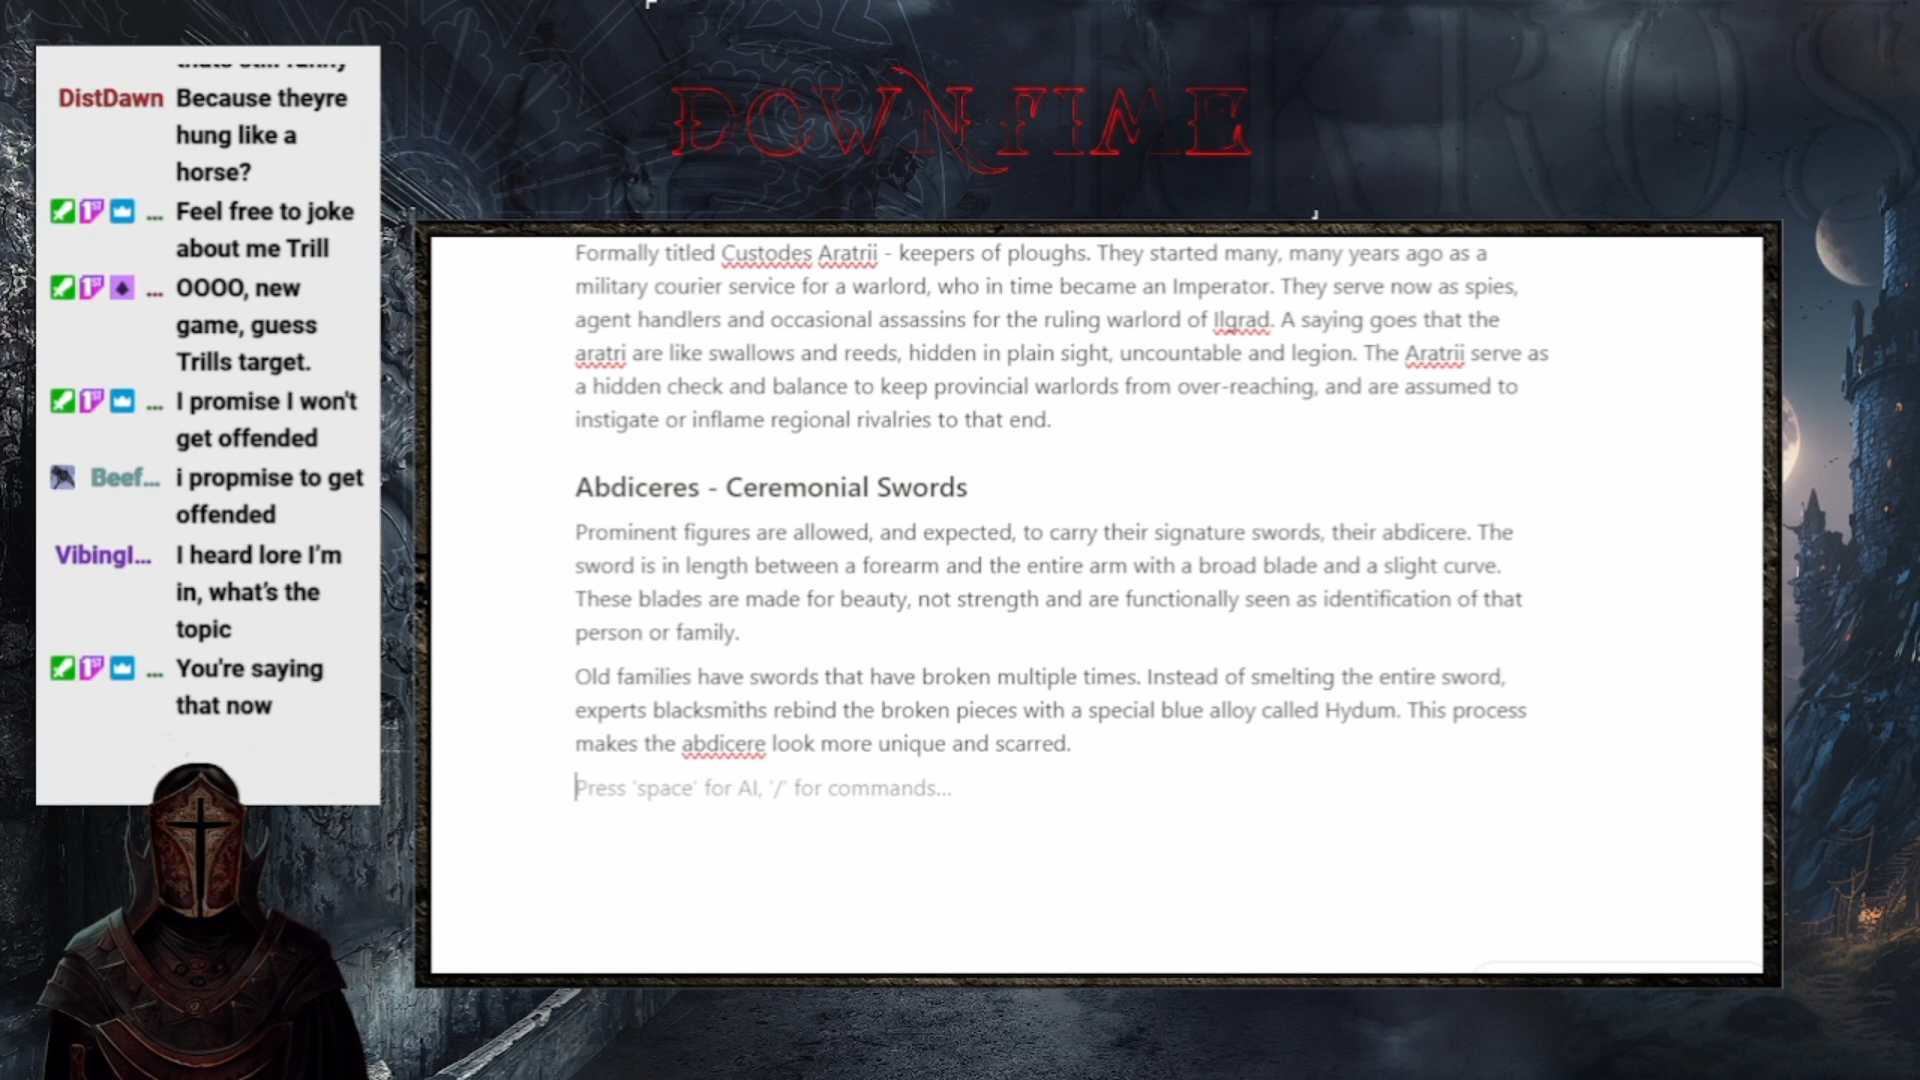 DOWNTIME
DistDawn Because theyre
hung like a
horse?
... Feel free to joke
about me Trill
... OOOO, new
game, guess
Trills target.
... I promise I won't
get offended
Beef... i propmise to get
offended
VibingI... I heard lore I'm
in, what's the
topic
... You're saying
that now
Formally titled Custodes Aratrii - keepers of ploughs. They started many, many years ago as a
military courier service for a warlord, who in time became an Imperator. They serve now as spies,
agent handlers and occasional assassins for the ruling warlord of Ilgrad. A saying goes that the
aratri are like swallows and reeds, hidden in plain sight, uncountable and legion. The Aratrii serve as
a hidden check and balance to keep provincial warlords from over-reaching, and are assumed to
instigate or inflame regional rivalries to that end.
Abdiceres - Ceremonial Swords
Prominent figures are allowed, and expected, to carry their signature swords, their abdicere. The
sword is in length between a forearm and the entire arm with a broad blade and a slight curve.
These blades are made for beauty, not strength and are functionally seen as identification of that
person or family.
Old families have swords that have broken multiple times. Instead of smelting the entire sword,
experts blacksmiths rebind the broken pieces with a special blue alloy called Hydum. This process
makes the abdicere look more unique and scarred.
Press 'space' for AI, '/' for commands...